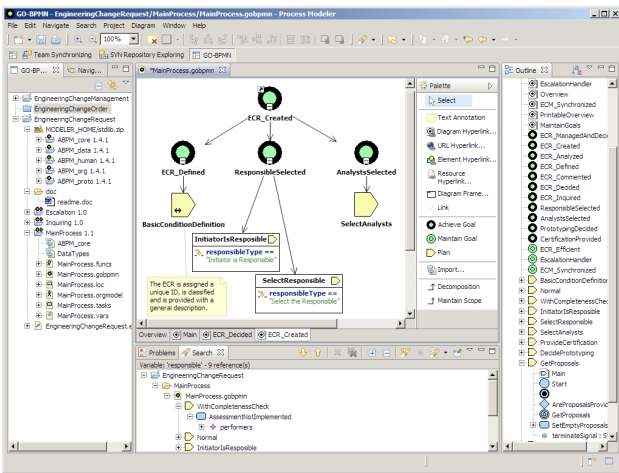 GO-BPMN - EngineeringChangeRequest/MainProcess/MainProcess.gobpmn - Process Modeler
File Edit Navigate Search Project Diagram Window Help
100%
Team Synchronizing SVN Repository Exploring GO-BPMN
GO-BP... Navig...
EngineeringChangeManagement
EngineeringChangeOrder
EngineeringChangeRequest
MODELER_HOME/stdlib.zip
ABPM_core 1.4.1
ABPM_data 1.4.1
ABPM_human 1.4.1
ABPM_org 1.4.1
ABPM_proto 1.4.1
doc
readme.doc
Escalation 1.0
Inquiring 1.0
MainProcess 1.1
ABPM_core
DataTypes
MainProcess.funcs
MainProcess.gobpmn
MainProcess.loc
MainProcess.orgmodel
MainProcess.tasks
MainProcess.vars
EngineeringChangeRequest.e
*MainProcess.gobpmn
ECR_Created
ECR_Defined
ResponsibleSelected
AnalystsSelected
BasicConditionDefinition
SelectAnalysts
InitiatorIsResposible
responsibleType ==
"Initiator is Responsible"
SelectResponsible
responsibleType ==
"Select the Responsible"
The ECR is assigned a
unique ID, is classified
and is provided with a
general description.
Overview Main ECR_Decided ECR_Created
Palette
Select
Text Annotation
Diagram Hyperlink...
URL Hyperlink...
Element Hyperlink...
Resource
Hyperlink...
Diagram Frame...
Link
Achieve Goal
Maintain Goal
Plan
Import...
Decomposition
Maintain Scope
Problems Search
Variable: 'responsible' - 9 reference(s)
EngineeringChangeRequest
MainProcess
MainProcess.gobpmn
WithCompletenessCheck
AssessmentNotImplemented
performers
Normal
InitiatorIsResposible
Outline
EscalationHandler
Overview
ECM_Synchronized
PrintableOverview
MaintainGoals
ECR_ManagedAndDeci
ECR_Created
ECR_Analyzed
ECR_Defined
ECR_Commented
ECR_Decided
ECR_Inquired
ResponsibleSelected
AnalystsSelected
PrototypingDecided
CertificationProvided
ECR_Efficient
EscalationHandler
ECM_Synchronized
BasicConditionDefinition
Normal
WithCompletenessChec
InitiatorIsResposible
SelectResponsible
SelectAnalysts
ProvideCertification
DecidePrototyping
GetProposals
Main
Start
AreProposalsProvic
GetProposals
SetEmptyProposals
terminateSignal : S